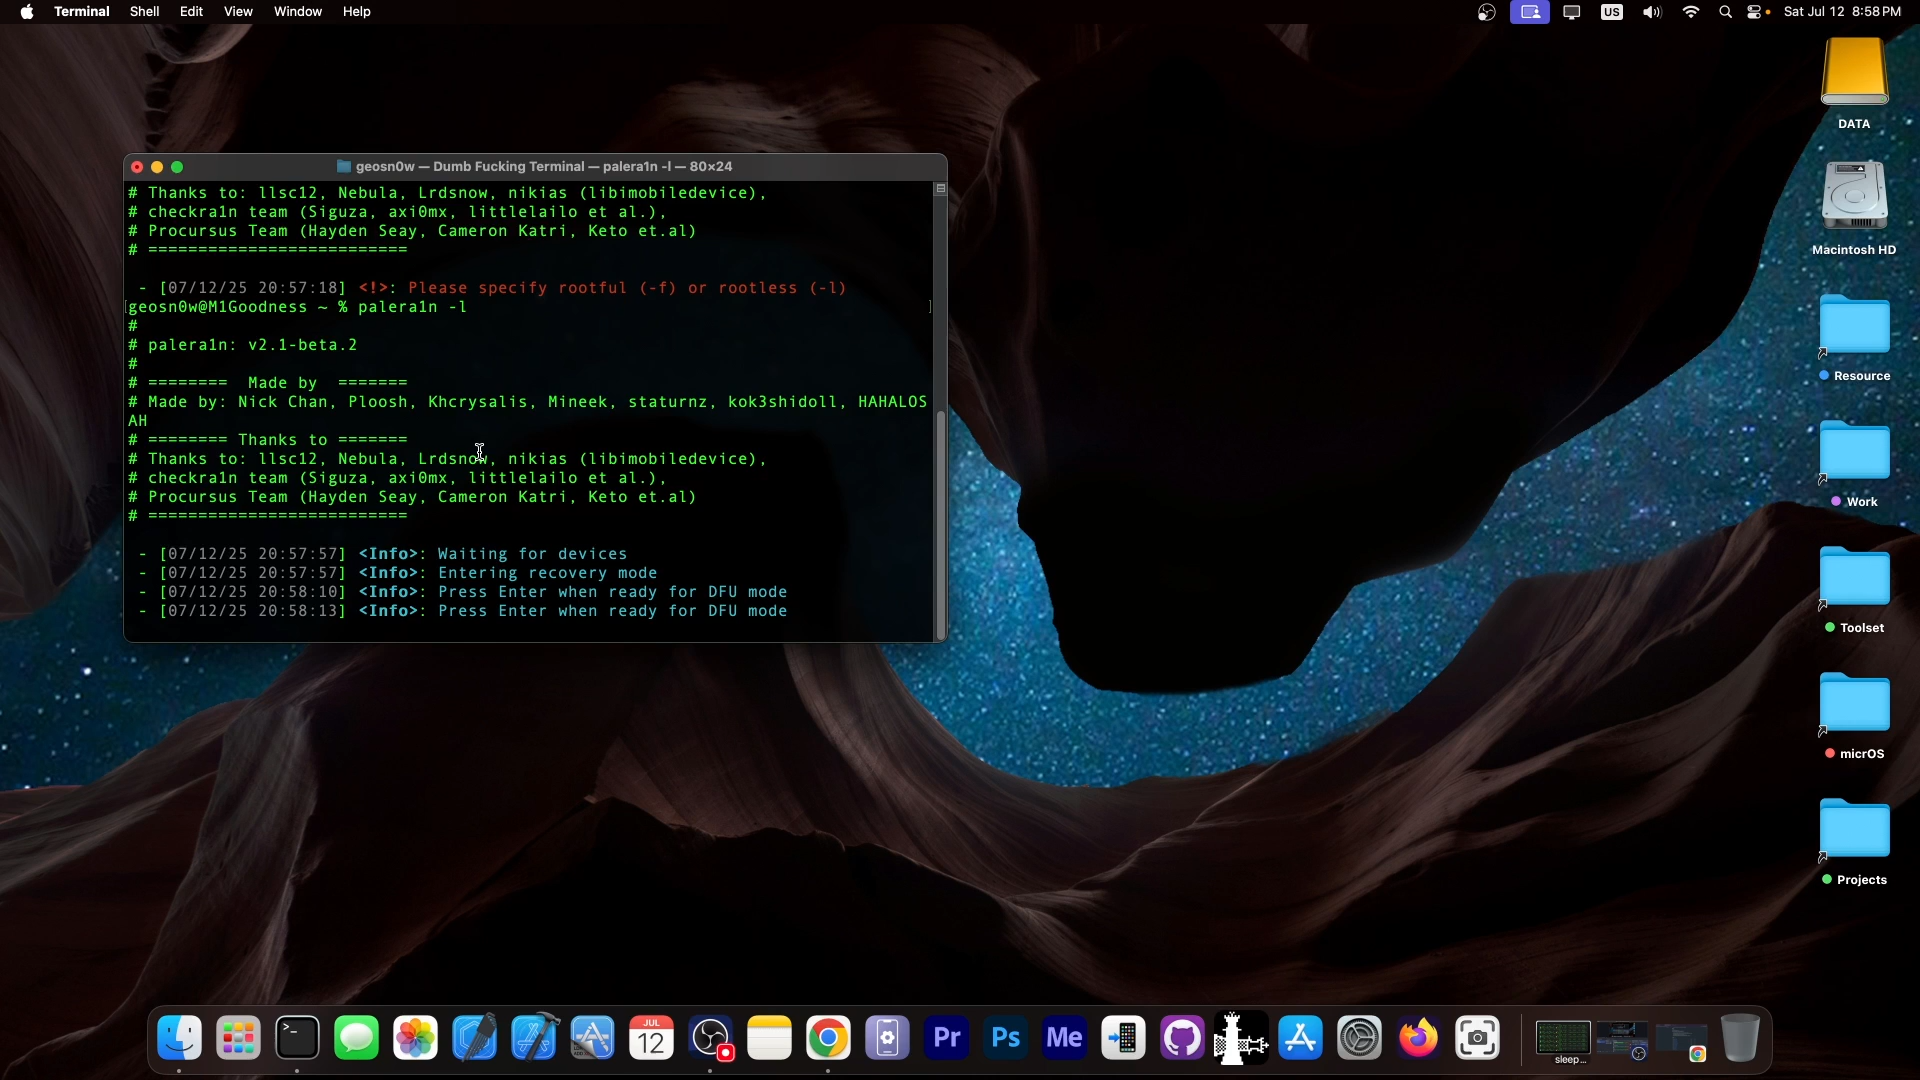 Terminal Shell Edit View Window Help US Sat Jul 12 8:58 PM
geosn0w — Dumb Fucking Terminal — palera1n -l — 80×24
# Thanks to: llsc12, Nebula, Lrdsnow, nikias (libimobiledevice),
# checkra1n team (Siguza, axi0mx, littlelailo et al.),
# Procursus Team (Hayden Seay, Cameron Katri, Keto et.al)
# ==========================
- [07/12/25 20:57:18] <!>: Please specify rootful (-f) or rootless (-l)
[geosn0w@M1Goodness ~ % palera1n -l ]
#
# palera1n: v2.1-beta.2
#
# ======== Made by =======
# Made by: Nick Chan, Ploosh, Khcrysalis, Mineek, staturnz, kok3shidoll, HAHALOS
AH
# ======== Thanks to =======
# Thanks to: llsc12, Nebula, Lrdsnow, nikias (libimobiledevice),
# checkra1n team (Siguza, axi0mx, littlelailo et al.),
# Procursus Team (Hayden Seay, Cameron Katri, Keto et.al)
# ==========================
- [07/12/25 20:57:57] <Info>: Waiting for devices
- [07/12/25 20:57:57] <Info>: Entering recovery mode
- [07/12/25 20:58:10] <Info>: Press Enter when ready for DFU mode
- [07/12/25 20:58:13] <Info>: Press Enter when ready for DFU mode
DATA
Macintosh HD
Resource
Work
Toolset
micrOS
Projects
>_
JUL
12
Pr
Ps
Me
sleep...